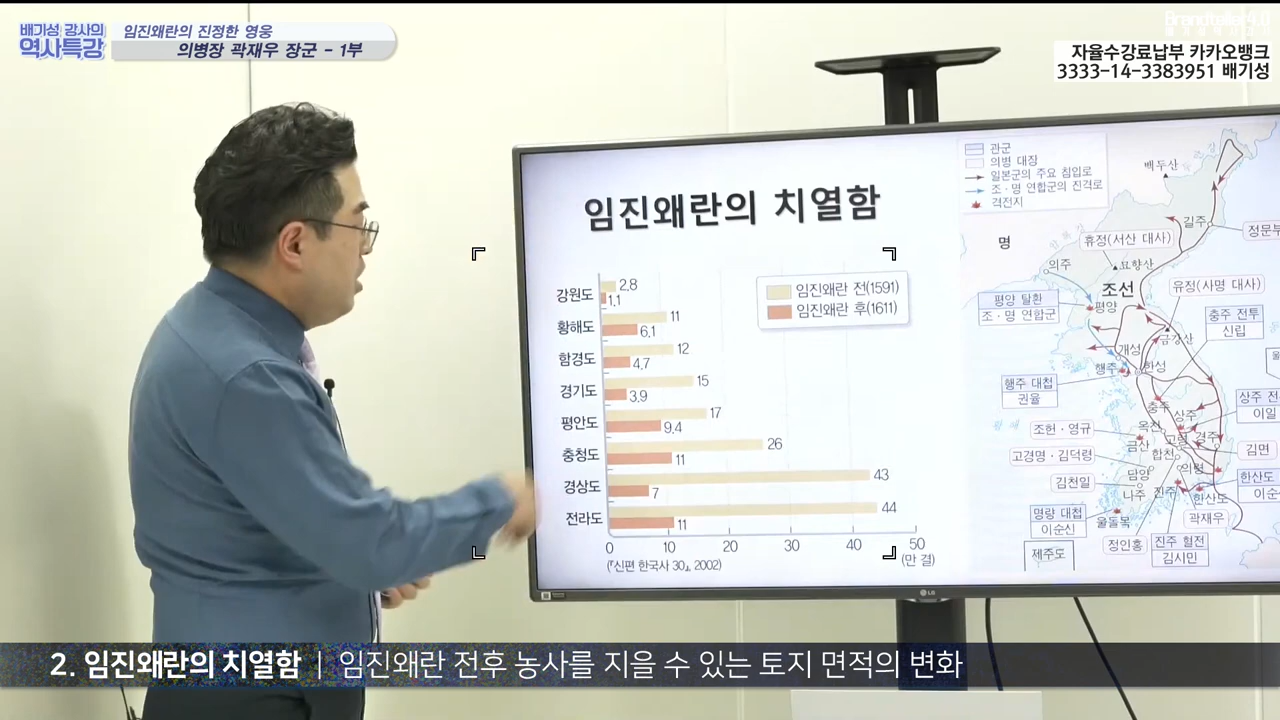 배기성 강사의
역사특강
임진왜란의 진정한 영웅
의병장 곽재우 장군 - 1부
Brandteller4.0
자율수강료납부 카카오뱅크
3333-14-3383951 배기성
임진왜란의 치열함
임진왜란 전(1591)
임진왜란 후(1611)
강원도 2.8
1.1
황해도 11
6.1
함경도 12
4.7
경기도 15
3.9
평안도 17
9.4
충청도 26
11
경상도 43
7
전라도 44
11
0 10 20 30 40 50
(『신편 한국사 30』, 2002) (만 결)
관군
의병 대장
일본군의 주요 침입로
조·명 연합군의 진격로
격전지
백두산
길주
정문부
명
휴정(서산 대사)
의주
묘향산
조선
유정(사명 대사)
평양 탈환
조·명 연합군
평양
충주 전투
신립
금강산
개성
행주
한성
행주 대첩
권율
충주
상주
상주 전
이일
조헌·영규
옥천
금산
고령
경주
합천
김면
고경명·김덕령
담양
의령
김천일
나주
진주
한산도
한산도
이순
명량 대첩
이순신
울돌목
곽재우
정인홍
진주 혈전
김시민
제주도
LG
2. 임진왜란의 치열함 | 임진왜란 전후 농사를 지을 수 있는 토지 면적의 변화